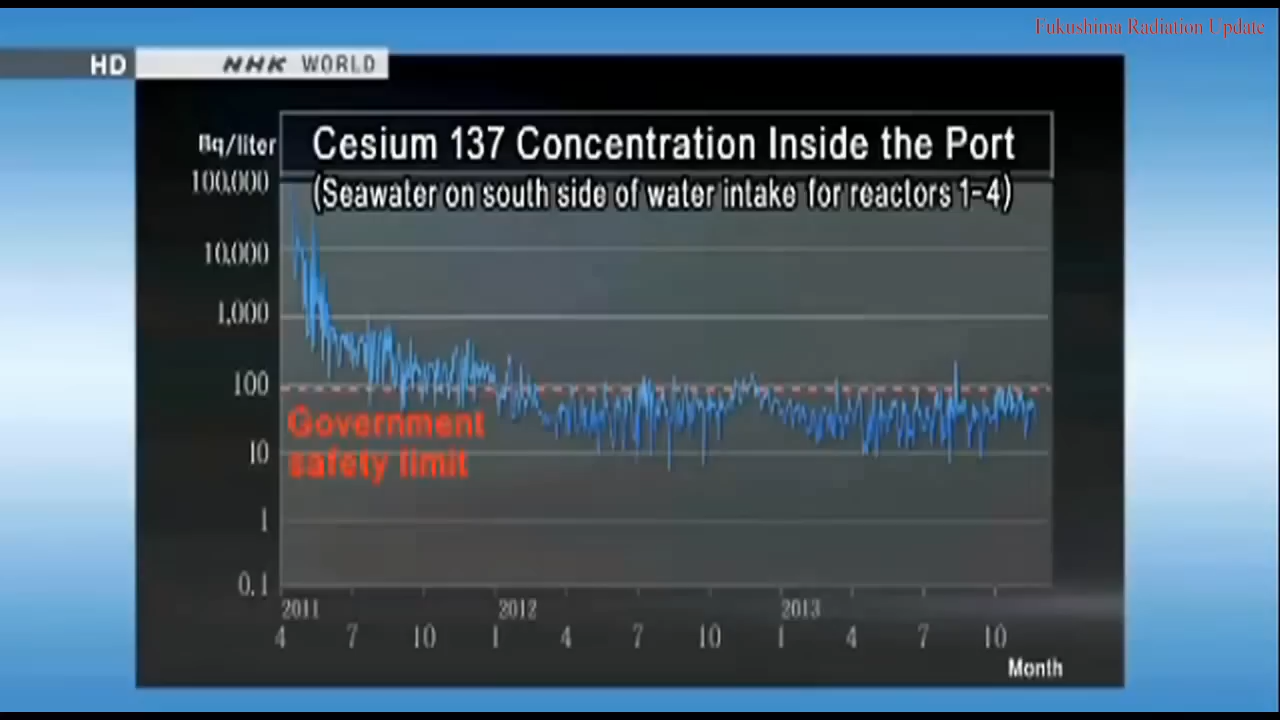 Fukushima Radiation Update
HD NHK WORLD
Bq/liter
Cesium 137 Concentration Inside the Port
(Seawater on south side of water intake for reactors 1-4)
100,000
10,000
1,000
100
Government
safety limit
10
1
0.1
2011 2012 2013
4 7 10 1 4 7 10 1 4 7 10
Month